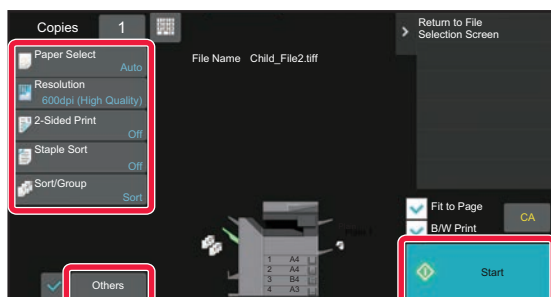 Copies 1
Return to File
Selection Screen
File Name Child_File2.tiff
Paper Select
Auto
Resolution
600dpi (High Quality)
2-Sided Print
Off
Staple Sort
Off
Sort/Group
Sort
Fit to Page
B/W Print
CA
1 A4
2 A4
3 B4
4 A3
Others
Start